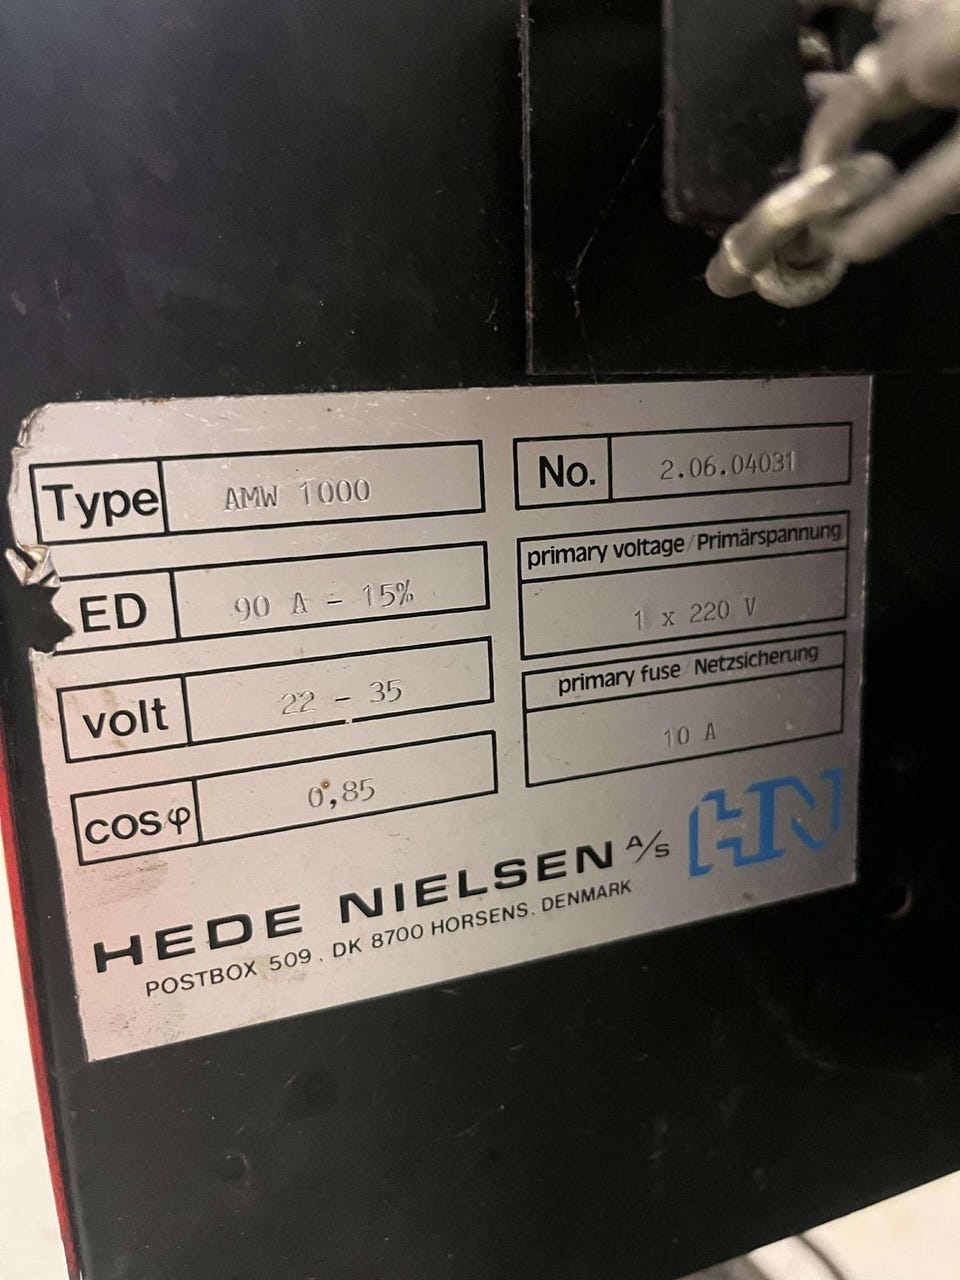 Type AMW 1000
No. 2.06.04031
ED 90 A - 15%
primary voltage/Primärspannung
1 x 220 V
volt 22 - 35
primary fuse/Netzsicherung
10 A
cosφ 0,85
HEDE NIELSEN A/S HN
POSTBOX 509 . DK 8700 HORSENS. DENMARK